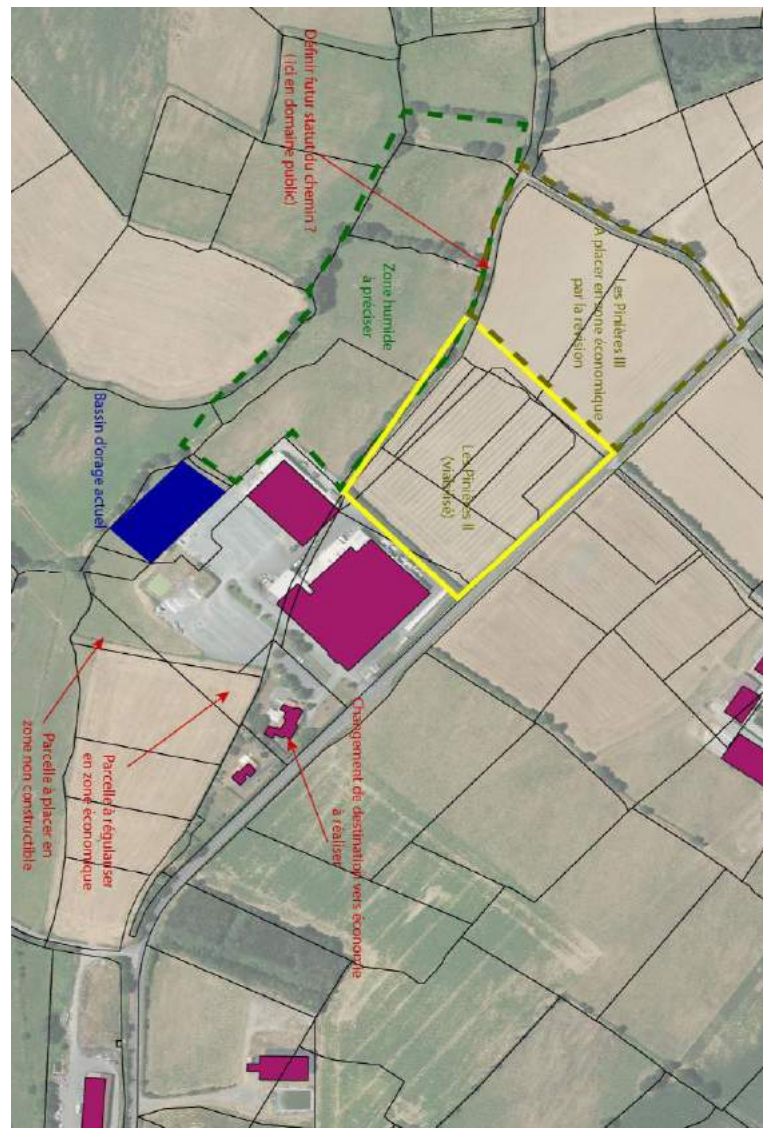 Définir futur statut du chemin ?
( ici en domaine public)
Les Pinières III
A placer en zone économique
par la révision
Zone humide
à préciser
Les Pinières II
(viabilisé)
Bassin d'orage actuel
Changement de destination vers économie
à réaliser
Parcelle à régulariser
en zone économique
Parcelle à placer en
zone non constructible